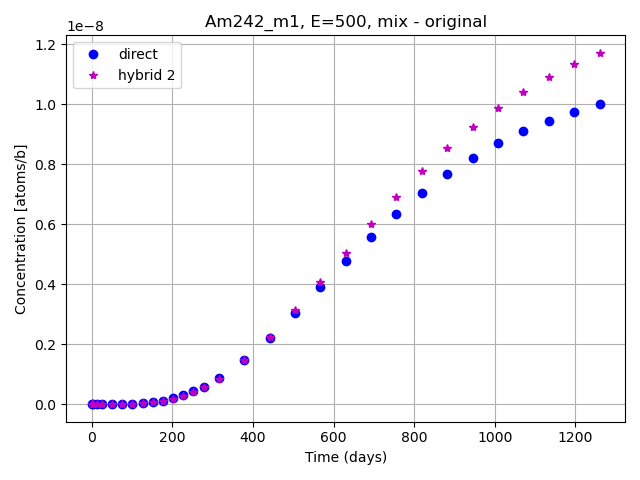 Am242_m1, E=500, mix - original
1e−8
direct
hybrid 2
1.2
1.0
0.8
0.6
0.4
0.2
0.0
Concentration [atoms/b]
0 200 400 600 800 1000 1200
Time (days)